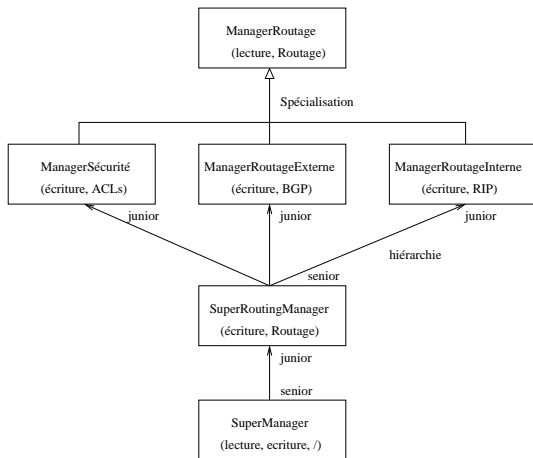 ManagerRoutage
(lecture, Routage)
Spécialisation
ManagerSécurité
(écriture, ACLs)
ManagerRoutageExterne
(écriture, BGP)
ManagerRoutageInterne
(écriture, RIP)
junior
junior
junior
hiérarchie
senior
SuperRoutingManager
(écriture, Routage)
junior
senior
SuperManager
(lecture, ecriture, /)